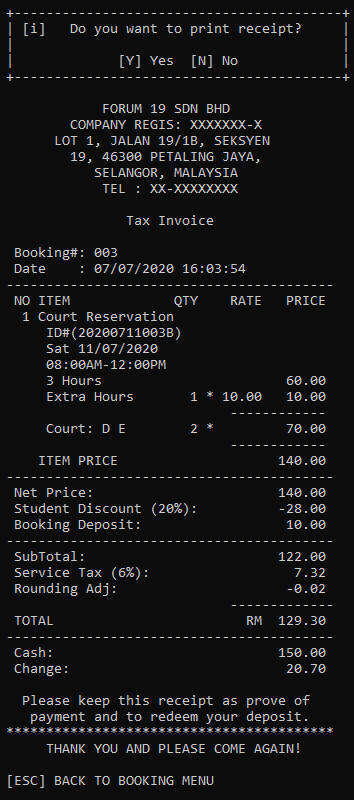 +-----------------------------------------+
| [i]   Do you want to print receipt?     |
|                                         |
|             [Y] Yes  [N] No             |
+-----------------------------------------+
FORUM 19 SDN BHD
COMPANY REGIS: XXXXXXX-X
LOT 1, JALAN 19/1B, SEKSYEN
19, 46300 PETALING JAYA,
SELANGOR, MALAYSIA
TEL : XX-XXXXXXXX
Tax Invoice
Booking#: 003
Date    : 07/07/2020 16:03:54
-----------------------------------------
NO ITEM             QTY    RATE   PRICE
1 Court Reservation
ID#(20200711003B)
Sat 11/07/2020
08:00AM-12:00PM
3 Hours                       60.00
Extra Hours       1 * 10.00   10.00
------------
Court: D E        2 *         70.00
------------
ITEM PRICE                    140.00
-----------------------------------------
Net Price:                       140.00
Student Discount (20%):          -28.00
Booking Deposit:                  10.00
-----------------------------------------
SubTotal:                        122.00
Service Tax (6%):                  7.32
Rounding Adj:                     -0.02
-------------
TOTAL                        RM  129.30
-----------------------------------------
Cash:                            150.00
Change:                           20.70
Please keep this receipt as prove of
payment and to redeem your deposit.
*****************************************
THANK YOU AND PLEASE COME AGAIN!
[ESC] BACK TO BOOKING MENU